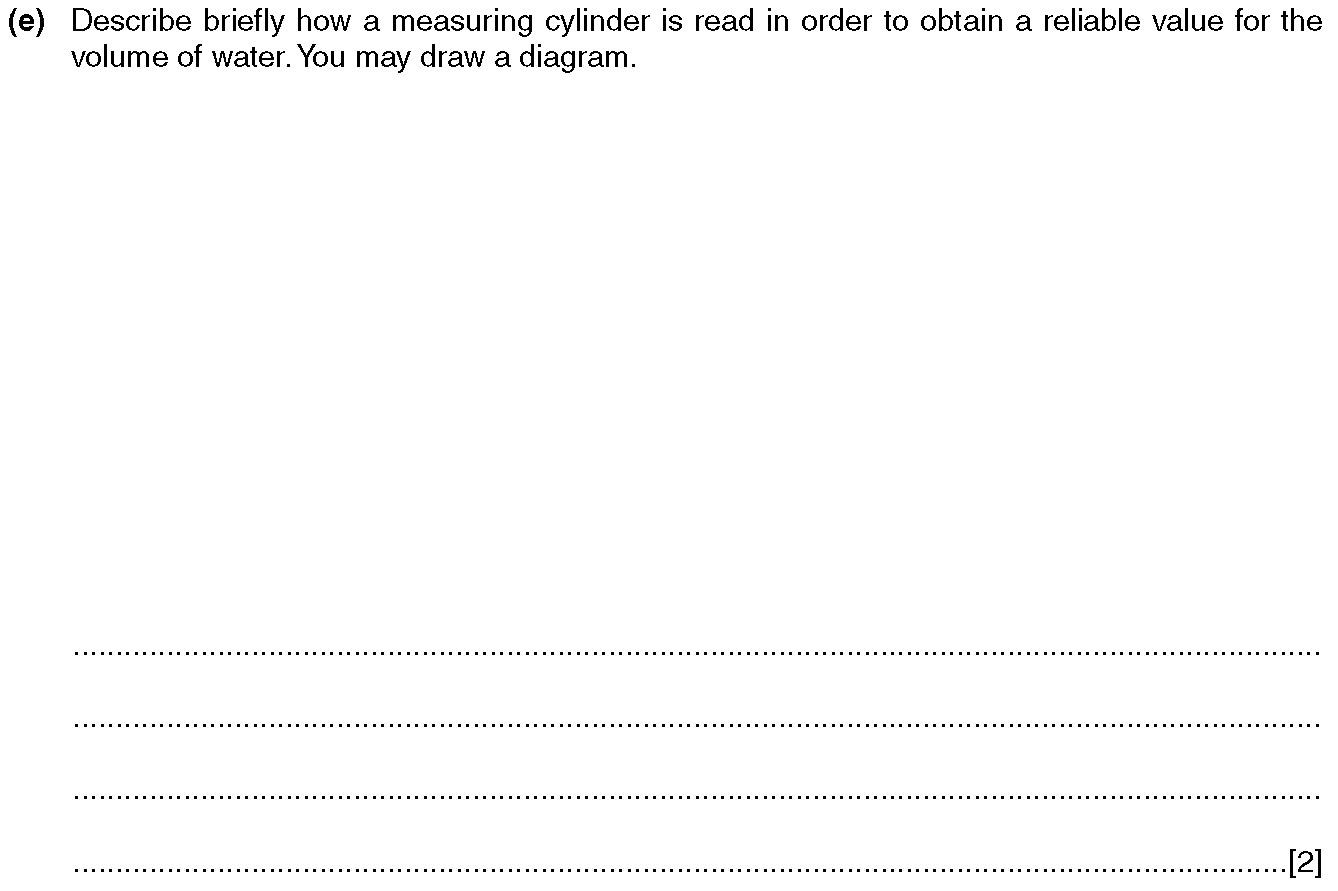 (e) Describe briefly how a measuring cylinder is read in order to obtain a reliable value for the
volume of water. You may draw a diagram.
..........................................................................................................................................................
..........................................................................................................................................................
..........................................................................................................................................................
......................................................................................................................................................[2]